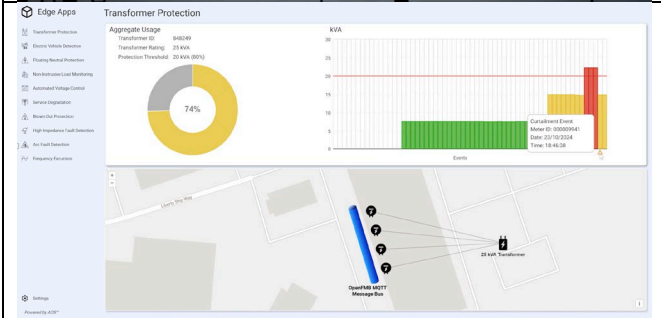 Edge Apps
Transformer Protection
Electric Vehicle Detection
Floating Neutral Protection
Non-Instrusive Load Monitoring
Automated Voltage Control
Service Degradation
Blown Out Protection
High Impedance Fault Detection
Arc Fault Detection
Frequency Excursion
Settings
Transformer Protection
Aggregate Usage
Transformer ID: 848249
Transformer Rating: 25 kVA
Protection Threshold: 20 kVA (80%)
74%
kVA
30
25
20
15
10
5
0
Curtailment Event
Meter ID: 000809941
Date: 23/10/2024
Time: 18:46:38
Events
Liberty Ship Way
OpenFMB MQTT
Message Bus
25 kVA Transformer